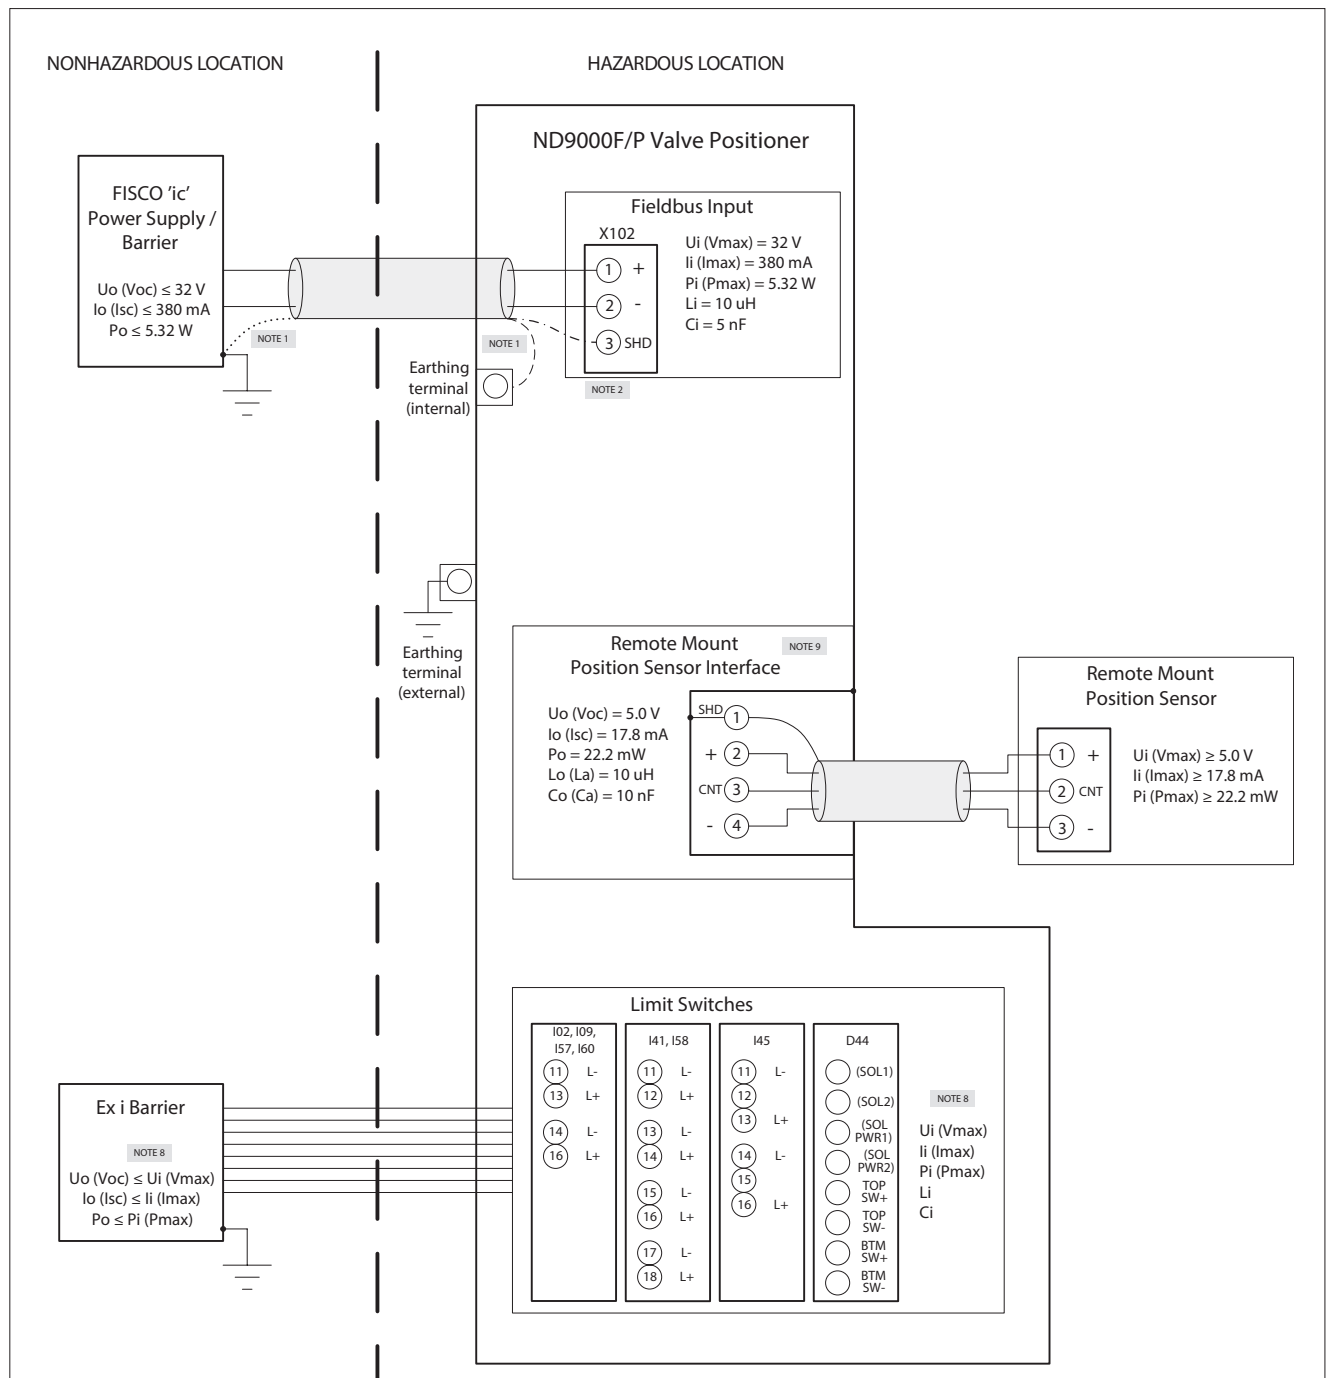 NONHAZARDOUS LOCATION
HAZARDOUS LOCATION
ND9000F/P Valve Positioner
FISCO 'ic'
Power Supply /
Barrier
Uo (Voc) ≤ 32 V
Io (Isc) ≤ 380 mA
Po ≤ 5.32 W
NOTE 1
Fieldbus Input
X102
1 +
2 -
3 SHD
Ui (Vmax) = 32 V
Ii (Imax) = 380 mA
Pi (Pmax) = 5.32 W
Li = 10 uH
Ci = 5 nF
NOTE 1
NOTE 2
Earthing
terminal
(internal)
Earthing
terminal
(external)
Remote Mount
Position Sensor Interface
NOTE 9
Uo (Voc) = 5.0 V
Io (Isc) = 17.8 mA
Po = 22.2 mW
Lo (La) = 10 uH
Co (Ca) = 10 nF
SHD 1
+ 2
CNT 3
- 4
Remote Mount
Position Sensor
1 +
2 CNT
3 -
Ui (Vmax) ≥ 5.0 V
Ii (Imax) ≥ 17.8 mA
Pi (Pmax) ≥ 22.2 mW
Limit Switches
I02, I09,
I57, I60
11 L-
13 L+
14 L-
16 L+
I41, I58
11 L-
12 L+
13 L-
14 L+
15 L-
16 L+
17 L-
18 L+
I45
11 L-
12
13 L+
14 L-
15
16 L+
D44
(SOL1)
(SOL2)
(SOL
PWR1)
(SOL
PWR2)
TOP
SW+
TOP
SW-
BTM
SW+
BTM
SW-
NOTE 8
Ui (Vmax)
Ii (Imax)
Pi (Pmax)
Li
Ci
Ex i Barrier
NOTE 8
Uo (Voc) ≤ Ui (Vmax)
Io (Isc) ≤ Ii (Imax)
Po ≤ Pi (Pmax)